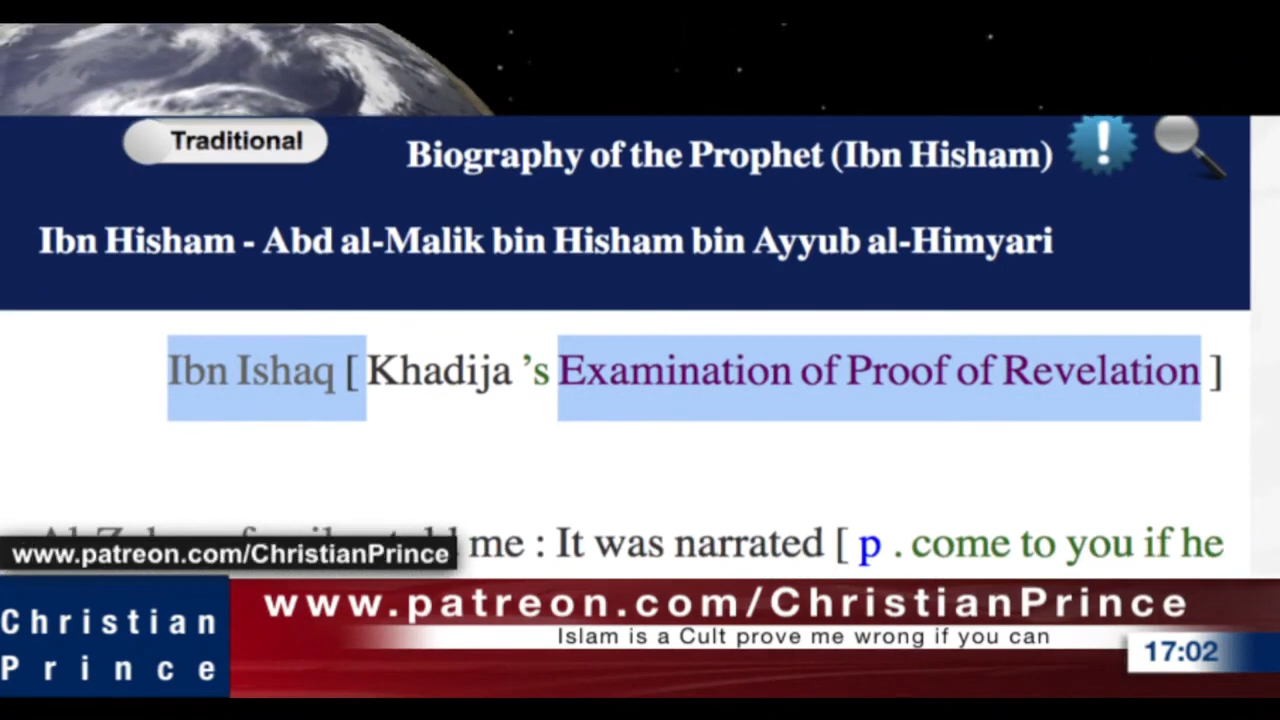 Traditional
Biography of the Prophet (Ibn Hisham)
Ibn Hisham - Abd al-Malik bin Hisham bin Ayyub al-Himyari
Ibn Ishaq [ Khadija 's Examination of Proof of Revelation ]
me : It was narrated [ p . come to you if he
www.patreon.com/ChristianPrince
Christian
Prince
www.patreon.com/ChristianPrince
Islam is a Cult prove me wrong if you can
17:02